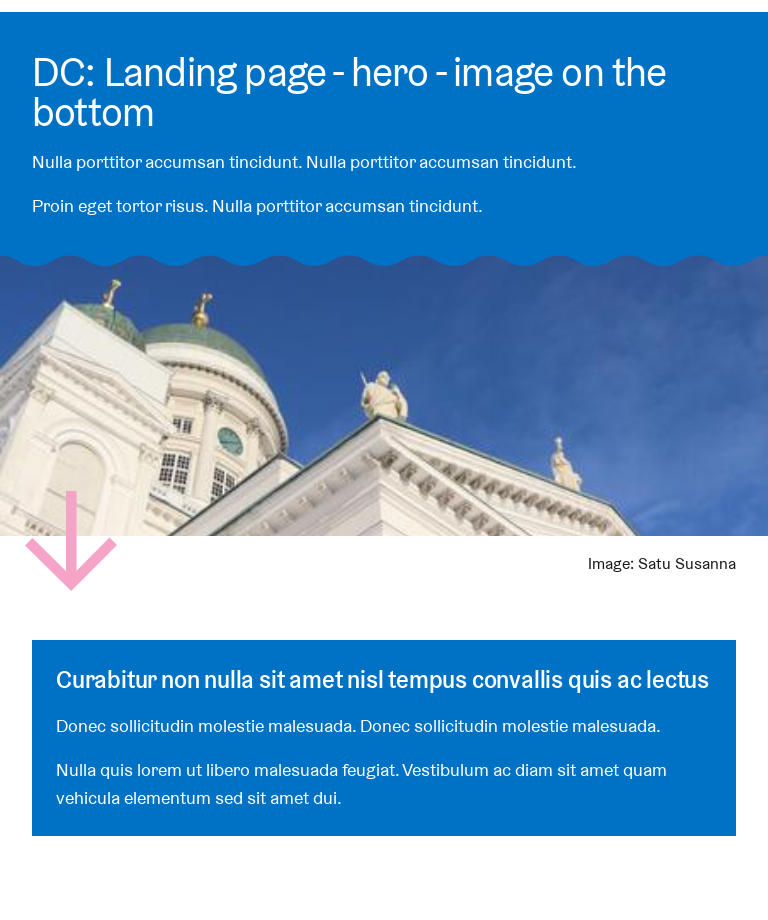 DC: Landing page - hero - image on the
bottom
Nulla porttitor accumsan tincidunt. Nulla porttitor accumsan tincidunt.
Proin eget tortor risus. Nulla porttitor accumsan tincidunt.
Image: Satu Susanna
Curabitur non nulla sit amet nisl tempus convallis quis ac lectus
Donec sollicitudin molestie malesuada. Donec sollicitudin molestie malesuada.
Nulla quis lorem ut libero malesuada feugiat. Vestibulum ac diam sit amet quam
vehicula elementum sed sit amet dui.